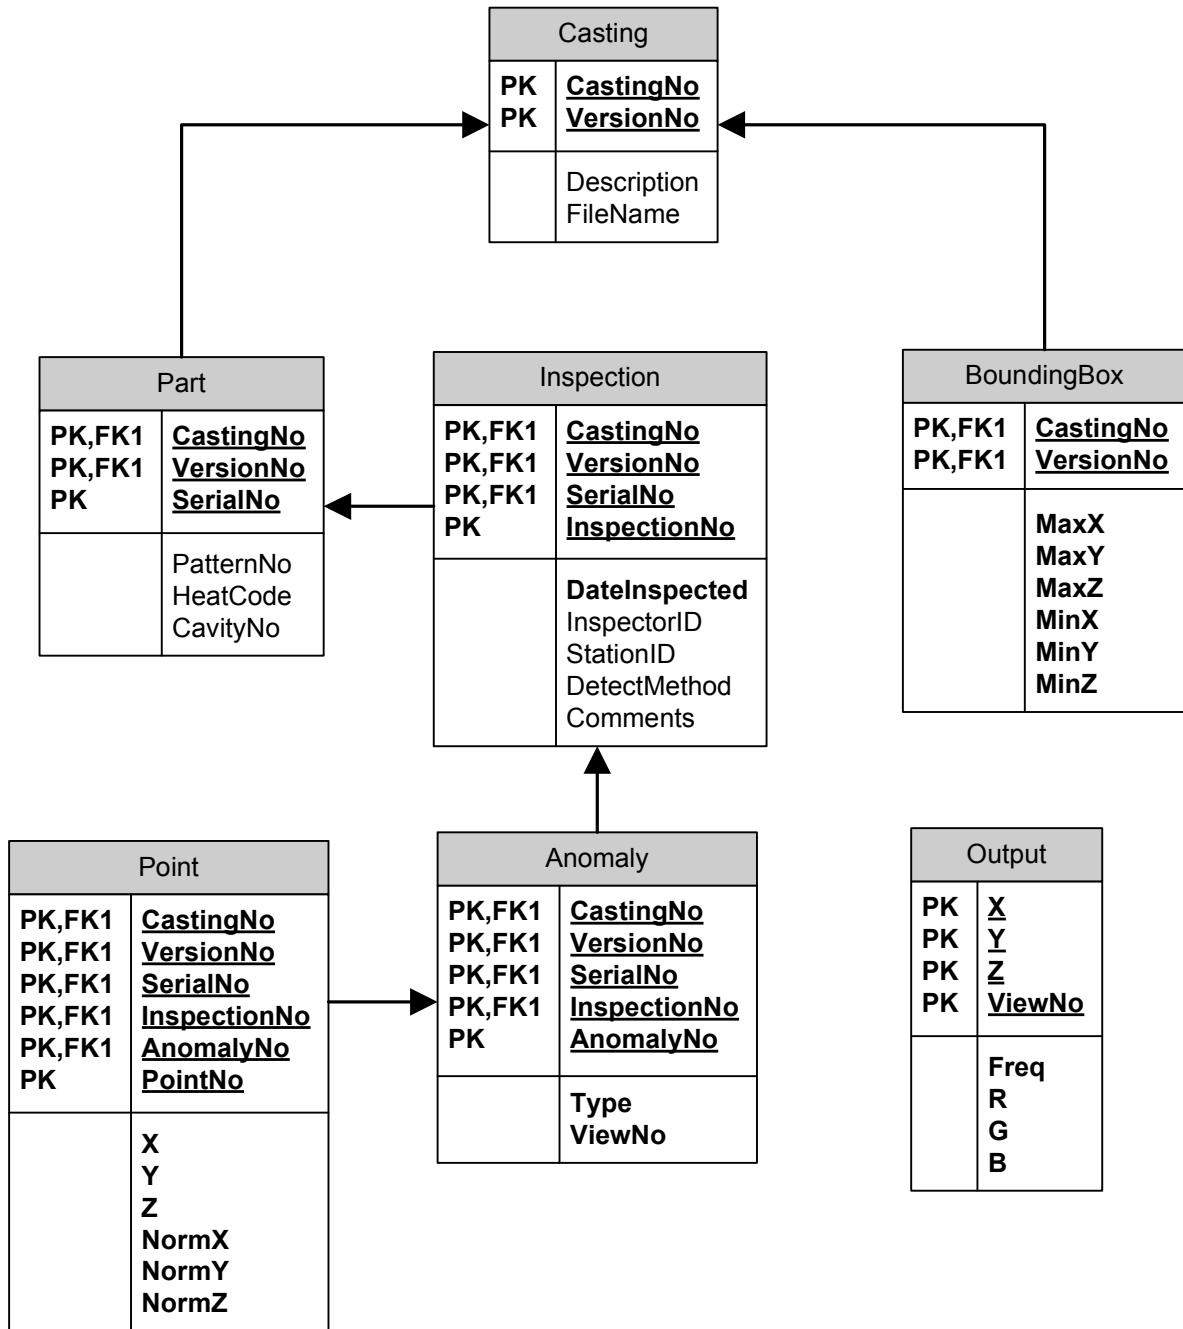 Casting
PK CastingNo
PK VersionNo
Description
FileName
Part
PK,FK1 CastingNo
PK,FK1 VersionNo
PK SerialNo
PatternNo
HeatCode
CavityNo
Inspection
PK,FK1 CastingNo
PK,FK1 VersionNo
PK,FK1 SerialNo
PK InspectionNo
DateInspected
InspectorID
StationID
DetectMethod
Comments
BoundingBox
PK,FK1 CastingNo
PK,FK1 VersionNo
MaxX
MaxY
MaxZ
MinX
MinY
MinZ
Point
PK,FK1 CastingNo
PK,FK1 VersionNo
PK,FK1 SerialNo
PK,FK1 InspectionNo
PK,FK1 AnomalyNo
PK PointNo
X
Y
Z
NormX
NormY
NormZ
Anomaly
PK,FK1 CastingNo
PK,FK1 VersionNo
PK,FK1 SerialNo
PK,FK1 InspectionNo
PK AnomalyNo
Type
ViewNo
Output
PK X
PK Y
PK Z
PK ViewNo
Freq
R
G
B